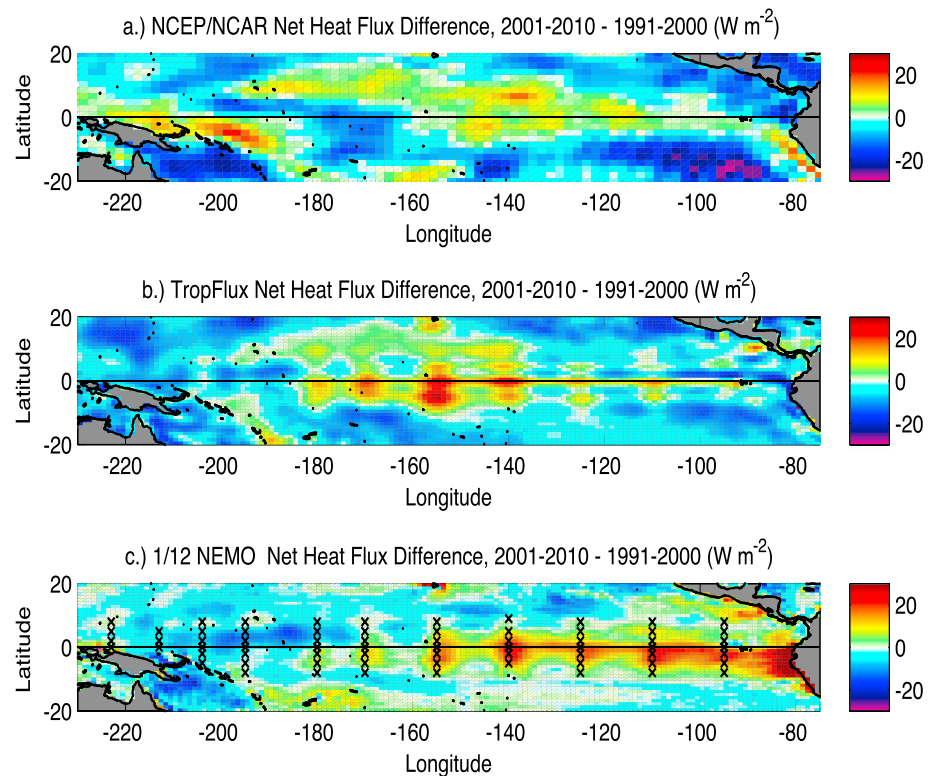 a.) NCEP/NCAR Net Heat Flux Difference, 2001-2010 - 1991-2000 (W m-2)
20
0
-20
Latitude
-220 -200 -180 -160 -140 -120 -100 -80
Longitude
20
0
-20
b.) TropFlux Net Heat Flux Difference, 2001-2010 - 1991-2000 (W m-2)
20
0
-20
Latitude
-220 -200 -180 -160 -140 -120 -100 -80
Longitude
20
0
-20
c.) 1/12 NEMO Net Heat Flux Difference, 2001-2010 - 1991-2000 (W m-2)
20
0
-20
Latitude
-220 -200 -180 -160 -140 -120 -100 -80
Longitude
20
0
-20